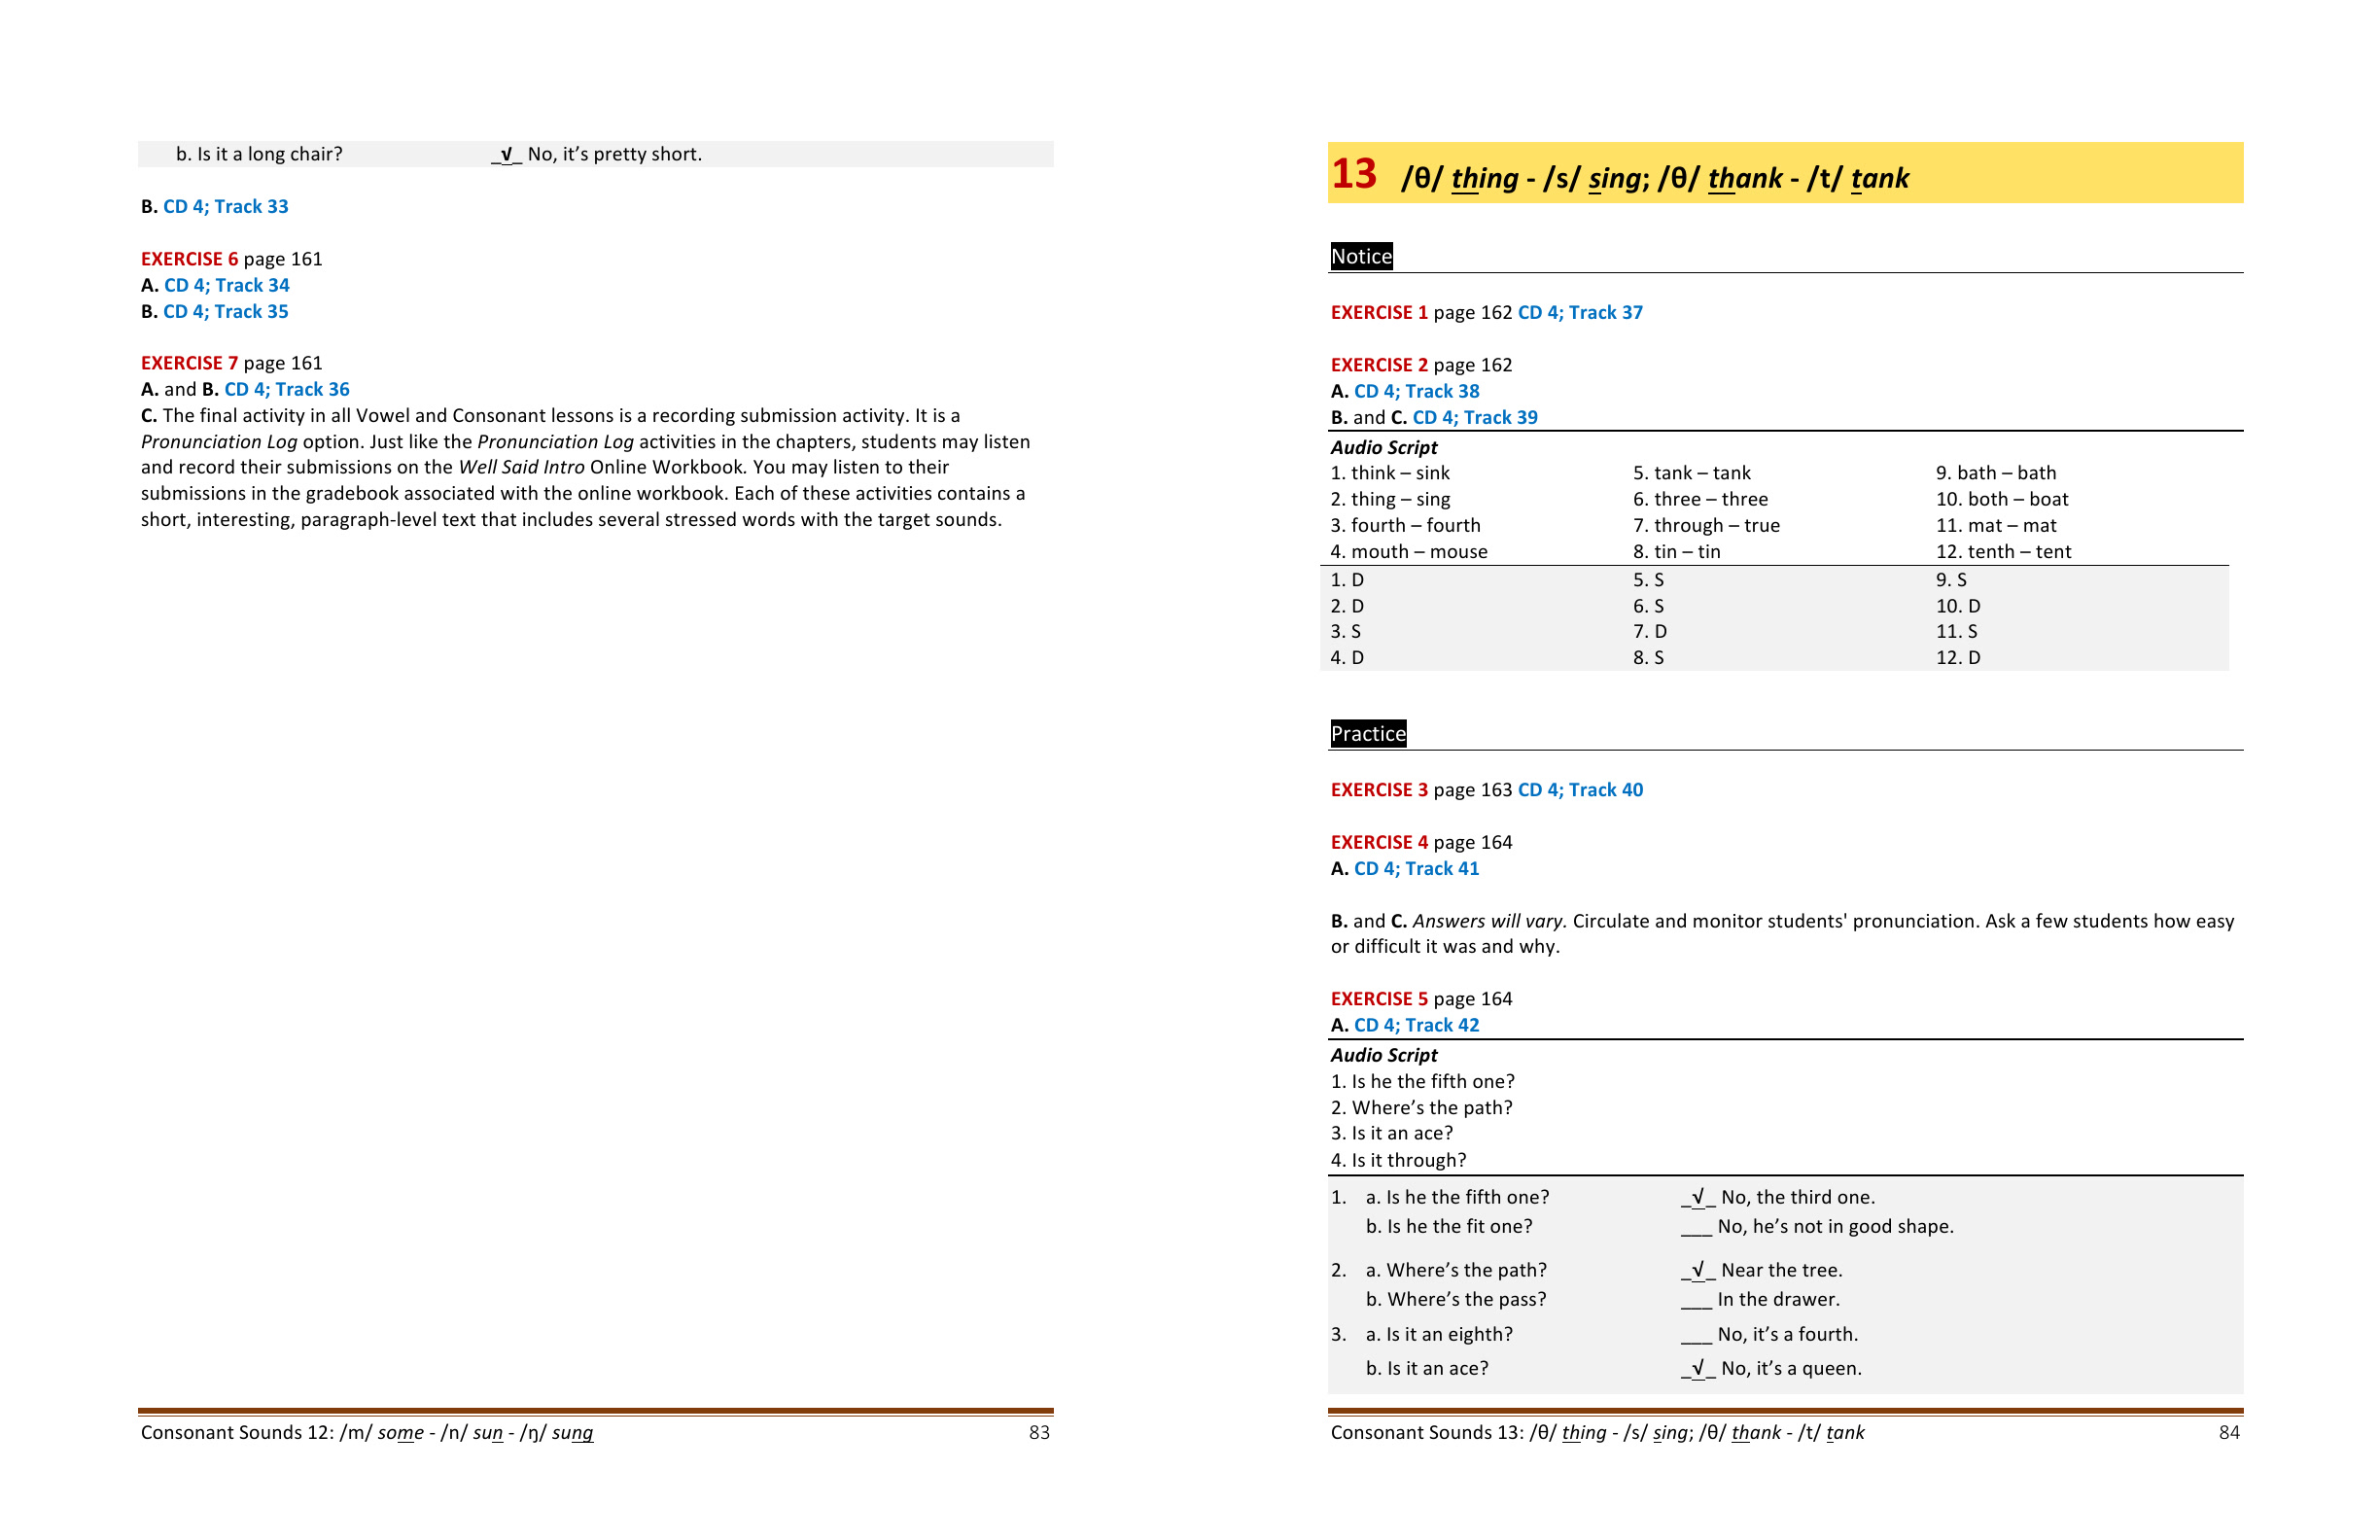 b. Is it a long chair? _√_ No, it's pretty short.
B. CD 4; Track 33
EXERCISE 6 page 161
A. CD 4; Track 34
B. CD 4; Track 35
EXERCISE 7 page 161
A. and B. CD 4; Track 36
C. The final activity in all Vowel and Consonant lessons is a recording submission activity. It is a
Pronunciation Log option. Just like the Pronunciation Log activities in the chapters, students may listen
and record their submissions on the Well Said Intro Online Workbook. You may listen to their
submissions in the gradebook associated with the online workbook. Each of these activities contains a
short, interesting, paragraph-level text that includes several stressed words with the target sounds.
Consonant Sounds 12: /m/ some - /n/ sun - /ŋ/ sung 83
13 /θ/ thing - /s/ sing; /θ/ thank - /t/ tank
Notice
EXERCISE 1 page 162 CD 4; Track 37
EXERCISE 2 page 162
A. CD 4; Track 38
B. and C. CD 4; Track 39
Audio Script
1. think – sink 5. tank – tank 9. bath – bath
2. thing – sing 6. three – three 10. both – boat
3. fourth – fourth 7. through – true 11. mat – mat
4. mouth – mouse 8. tin – tin 12. tenth – tent
1. D 5. S 9. S
2. D 6. S 10. D
3. S 7. D 11. S
4. D 8. S 12. D
Practice
EXERCISE 3 page 163 CD 4; Track 40
EXERCISE 4 page 164
A. CD 4; Track 41
B. and C. Answers will vary. Circulate and monitor students' pronunciation. Ask a few students how easy
or difficult it was and why.
EXERCISE 5 page 164
A. CD 4; Track 42
Audio Script
1. Is he the fifth one?
2. Where's the path?
3. Is it an ace?
4. Is it through?
1. a. Is he the fifth one? _√_ No, the third one.
b. Is he the fit one? ___ No, he's not in good shape.
2. a. Where's the path? _√_ Near the tree.
b. Where's the pass? ___ In the drawer.
3. a. Is it an eighth? ___ No, it's a fourth.
b. Is it an ace? _√_ No, it's a queen.
Consonant Sounds 13: /θ/ thing - /s/ sing; /θ/ thank - /t/ tank 84